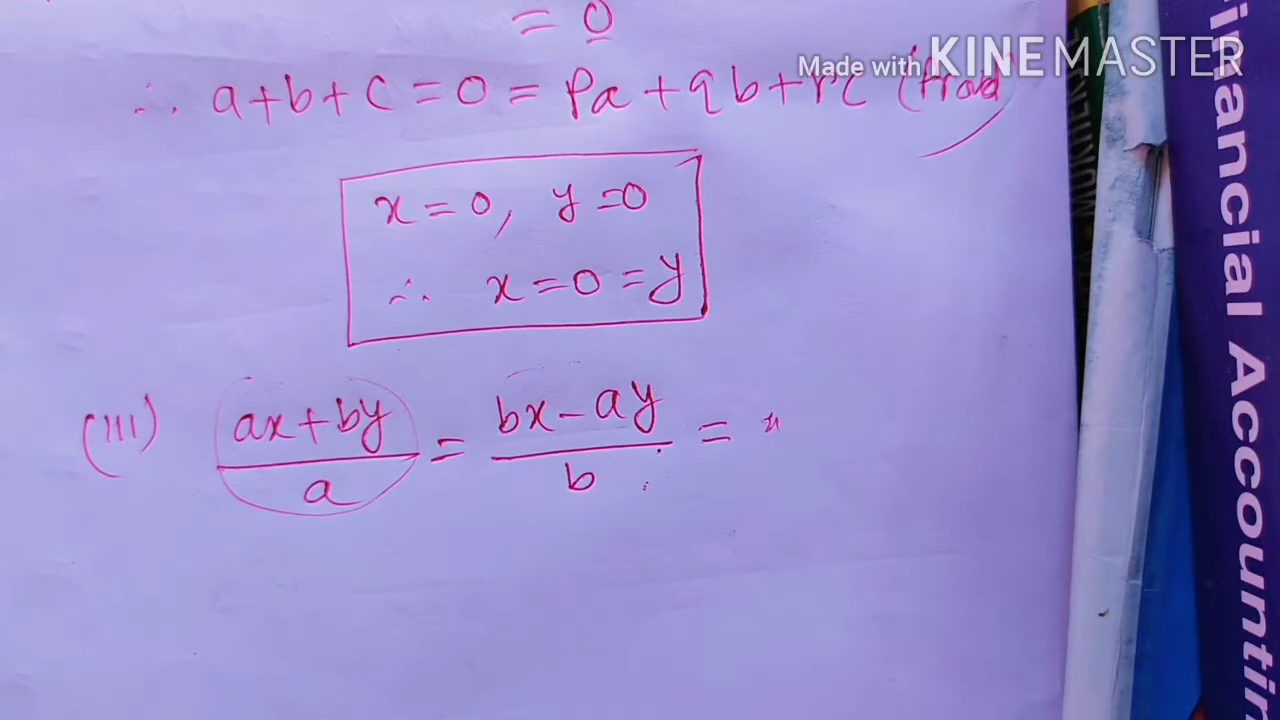 = 0
∴ a+b+c = 0 = Pa + qb + rc (Proved)
Made with KINEMASTER
x = 0, y = 0
∴ x = 0 = y
(III) (ax+by)/a = (bx-ay)/b =
Financial Accountin